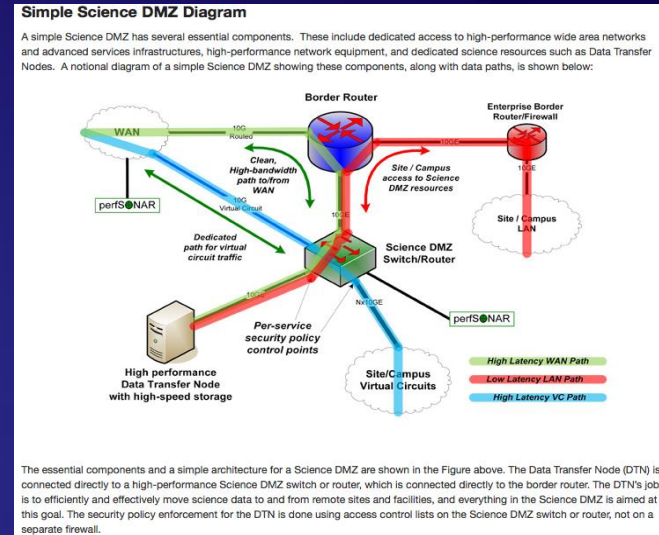 Simple Science DMZ Diagram
A simple Science DMZ has several essential components. These include dedicated access to high-performance wide area networks
and advanced services infrastructures, high-performance network equipment, and dedicated science resources such as Data Transfer
Nodes. A notional diagram of a simple Science DMZ showing these components, along with data paths, is shown below:
Border Router
Enterprise Border
Router/Firewall
WAN
10G
Routed
10GE
10GE
Clean,
High-bandwidth
path to/from
WAN
Site / Campus
access to Science
DMZ resources
perfSONAR
10G
Virtual Circuit
10GE
Site / Campus
LAN
Dedicated
path for virtual
circuit traffic
Science DMZ
Switch/Router
10GE
Nx10GE
perfSONAR
Per-service
security policy
control points
High performance
Data Transfer Node
with high-speed storage
Site/Campus
Virtual Circuits
High Latency WAN Path
Low Latency LAN Path
High Latency VC Path
The essential components and a simple architecture for a Science DMZ are shown in the Figure above. The Data Transfer Node (DTN) is
connected directly to a high-performance Science DMZ switch or router, which is connected directly to the border router. The DTN's job
is to efficiently and effectively move science data to and from remote sites and facilities, and everything in the Science DMZ is aimed at
this goal. The security policy enforcement for the DTN is done using access control lists on the Science DMZ switch or router, not on a
separate firewall.